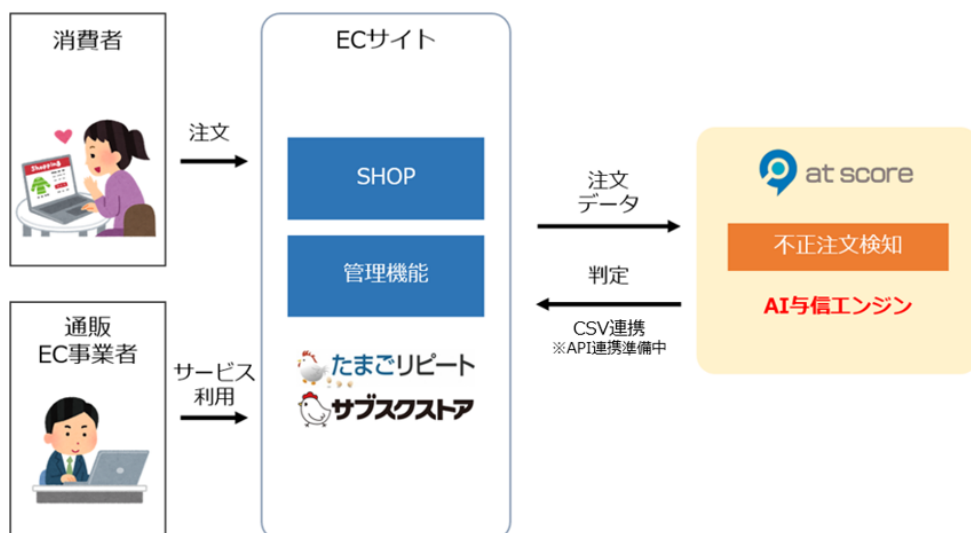 消費者
Shopping
注文
通販
EC事業者
サービス
利用
ECサイト
SHOP
管理機能
たまごリピート
サブスクストア
注文
データ
判定
CSV連携
※API連携準備中
at score
不正注文検知
AI与信エンジン